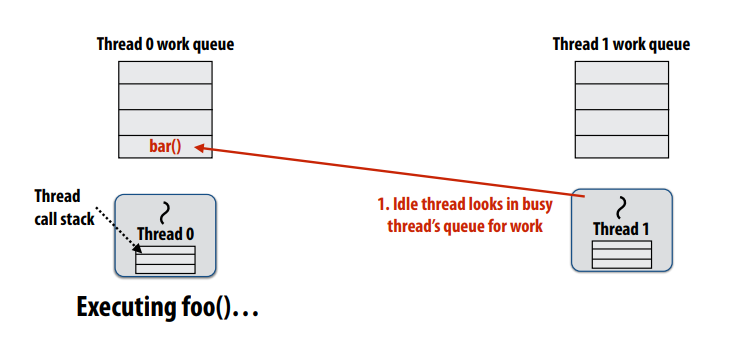 Thread 0 work queue
Thread 1 work queue
bar()
Thread
call stack
1. Idle thread looks in busy
thread's queue for work
Thread 0
Thread 1
Executing foo()…